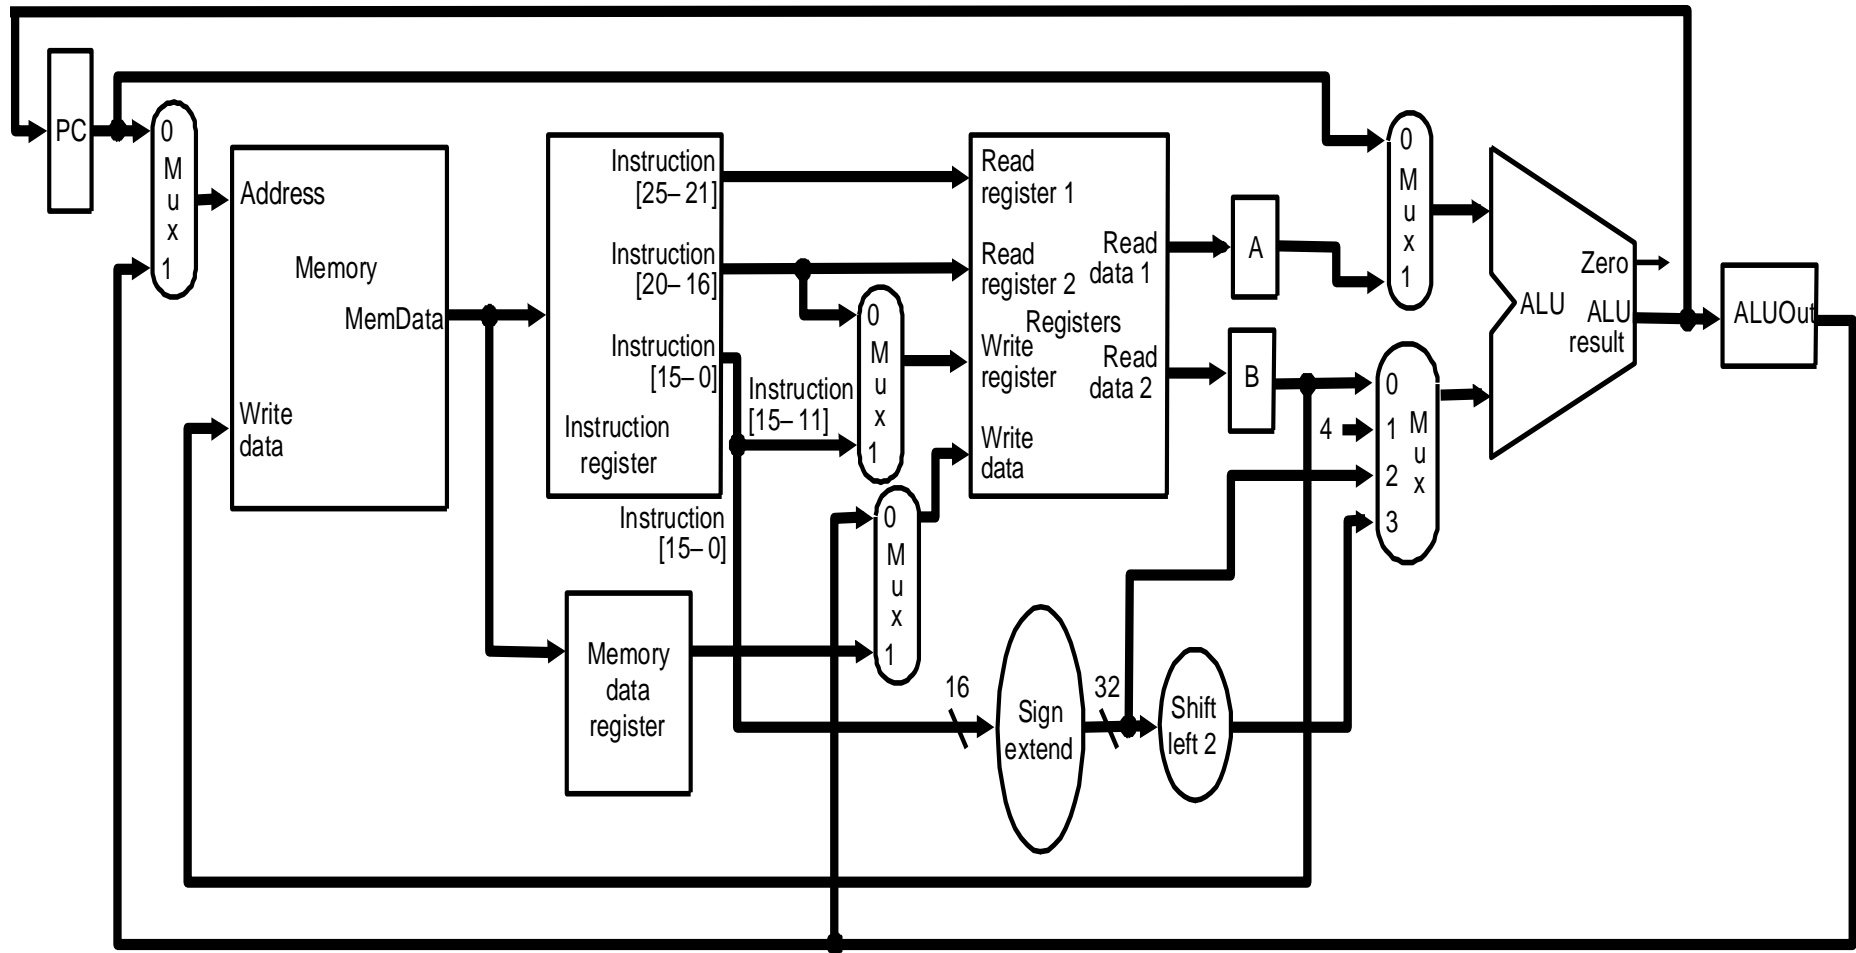 PC
0
M
u
x
1
Address
Memory
MemData
Write
data
Instruction
[25– 21]
Instruction
[20– 16]
Instruction
[15– 0]
Instruction
register
Instruction
[15– 0]
Instruction
[15– 11]
0
M
u
x
1
0
M
u
x
1
Memory
data
register
Read
register 1
Read
register 2
Registers
Write
register
Write
data
Read
data 1
Read
data 2
16
Sign
extend
32
Shift
left 2
A
B
4
0
M
u
x
1
0
1
2
3
M
u
x
Zero
ALU
ALU
result
ALUOut